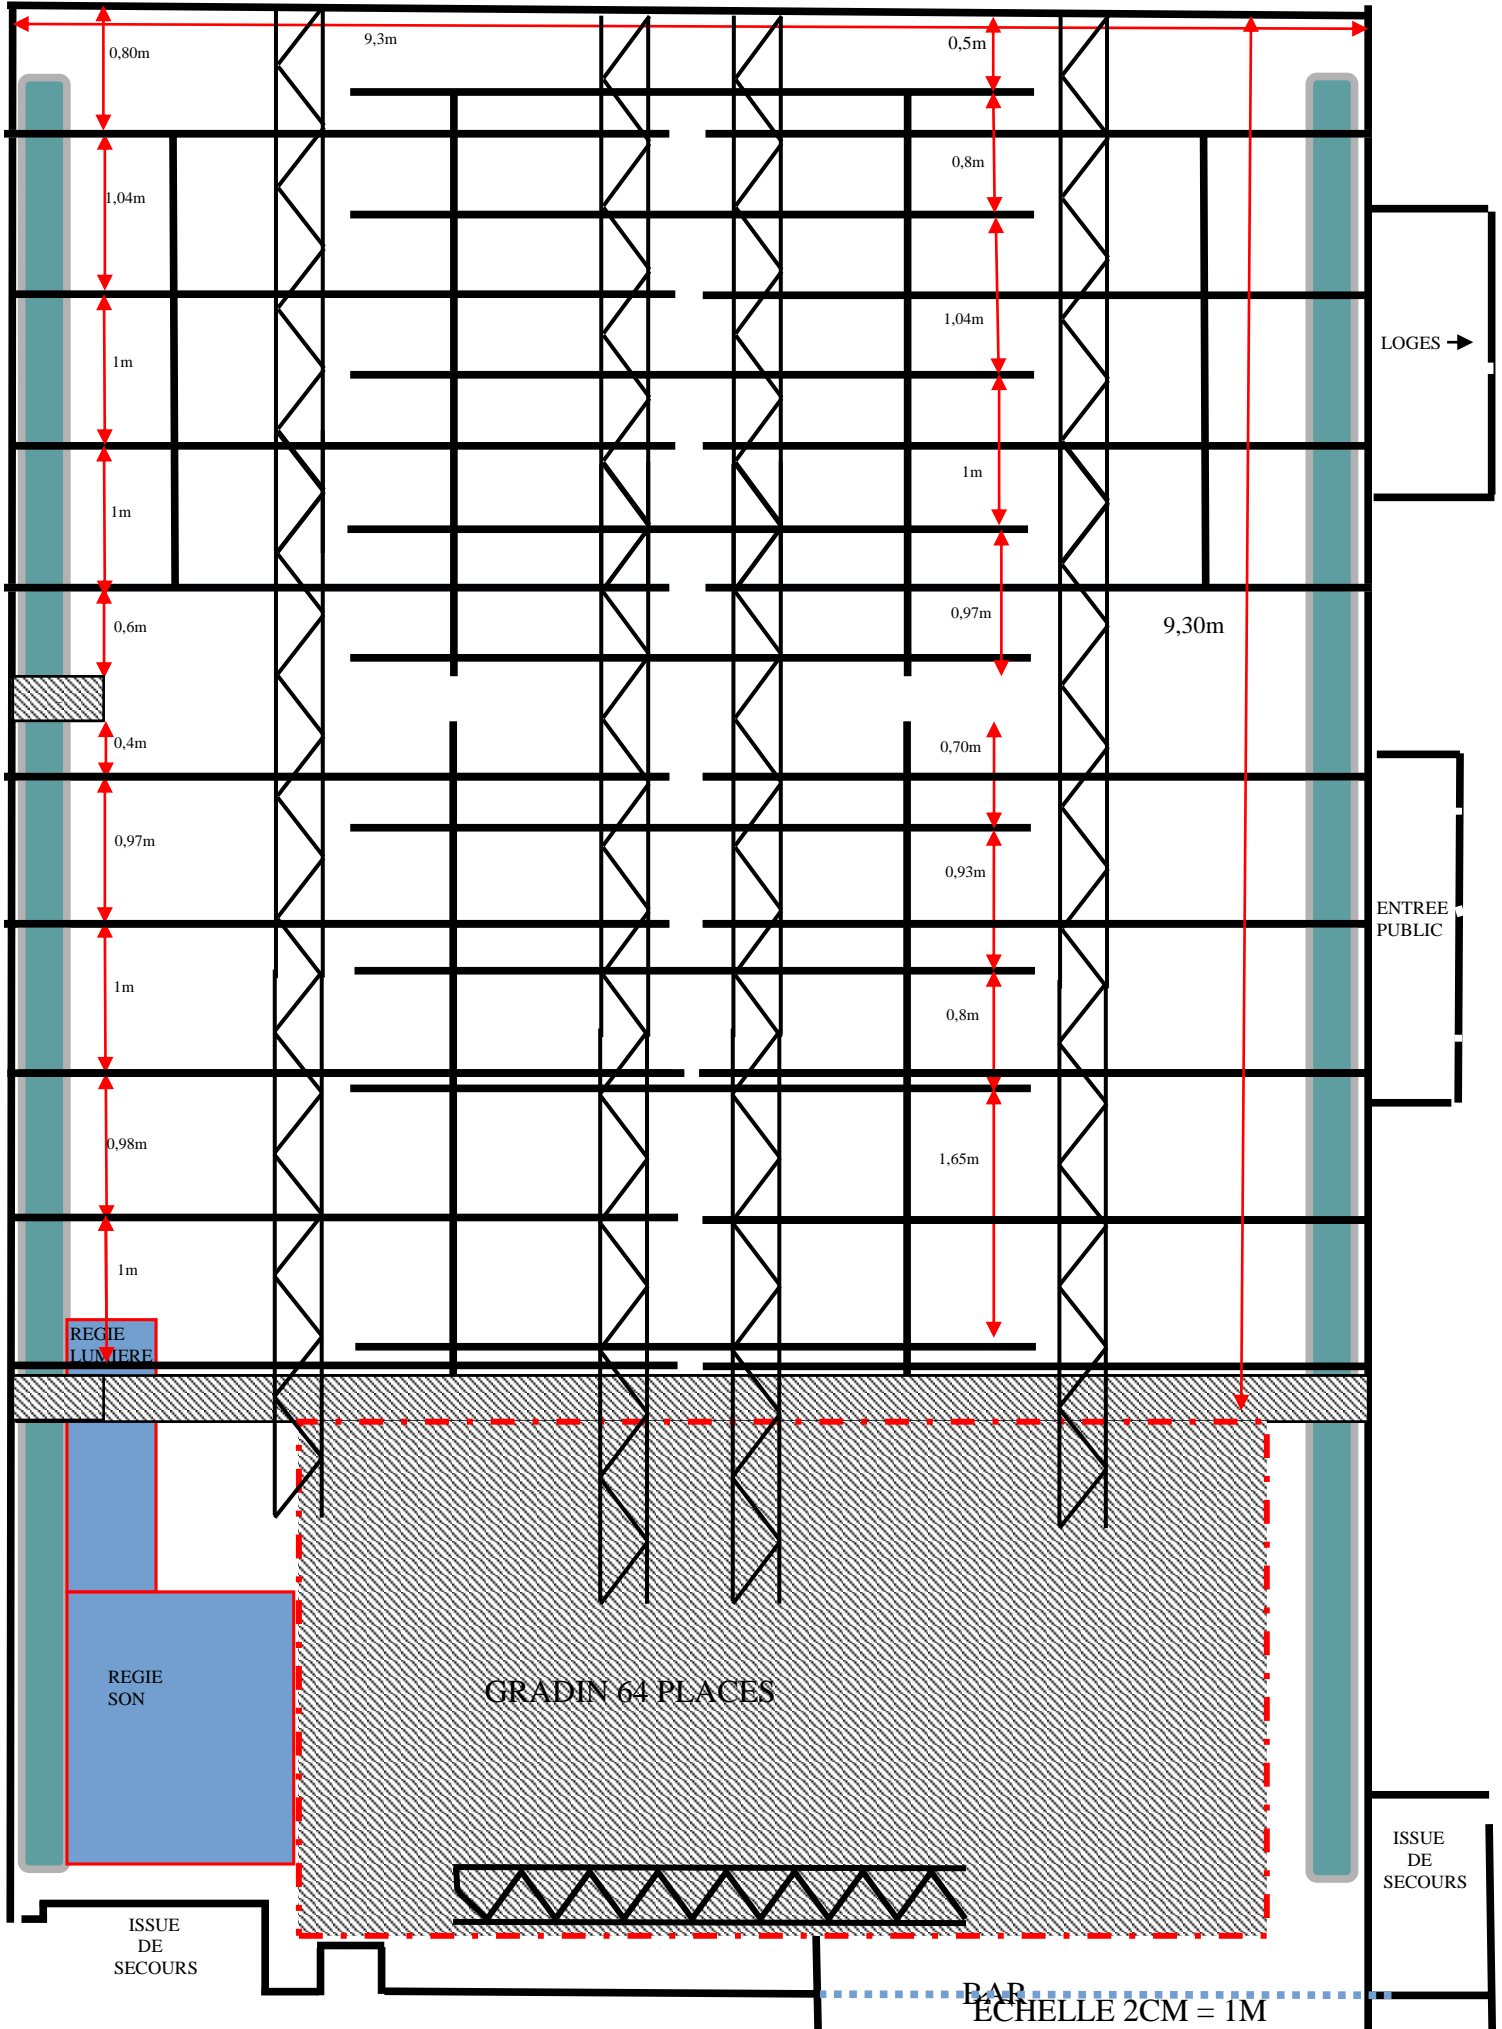 9,3m
0,5m
0,80m
0,8m
1,04m
1,04m
LOGES
1m
1m
1m
0,97m
9,30m
0,6m
0,4m
0,70m
0,97m
0,93m
ENTREE
PUBLIC
1m
0,8m
0,98m
1,65m
1m
REGIE
LUMIERE
REGIE
SON
GRADIN 64 PLACES
ISSUE
DE
SECOURS
ISSUE
DE
SECOURS
BAR
ECHELLE 2CM = 1M